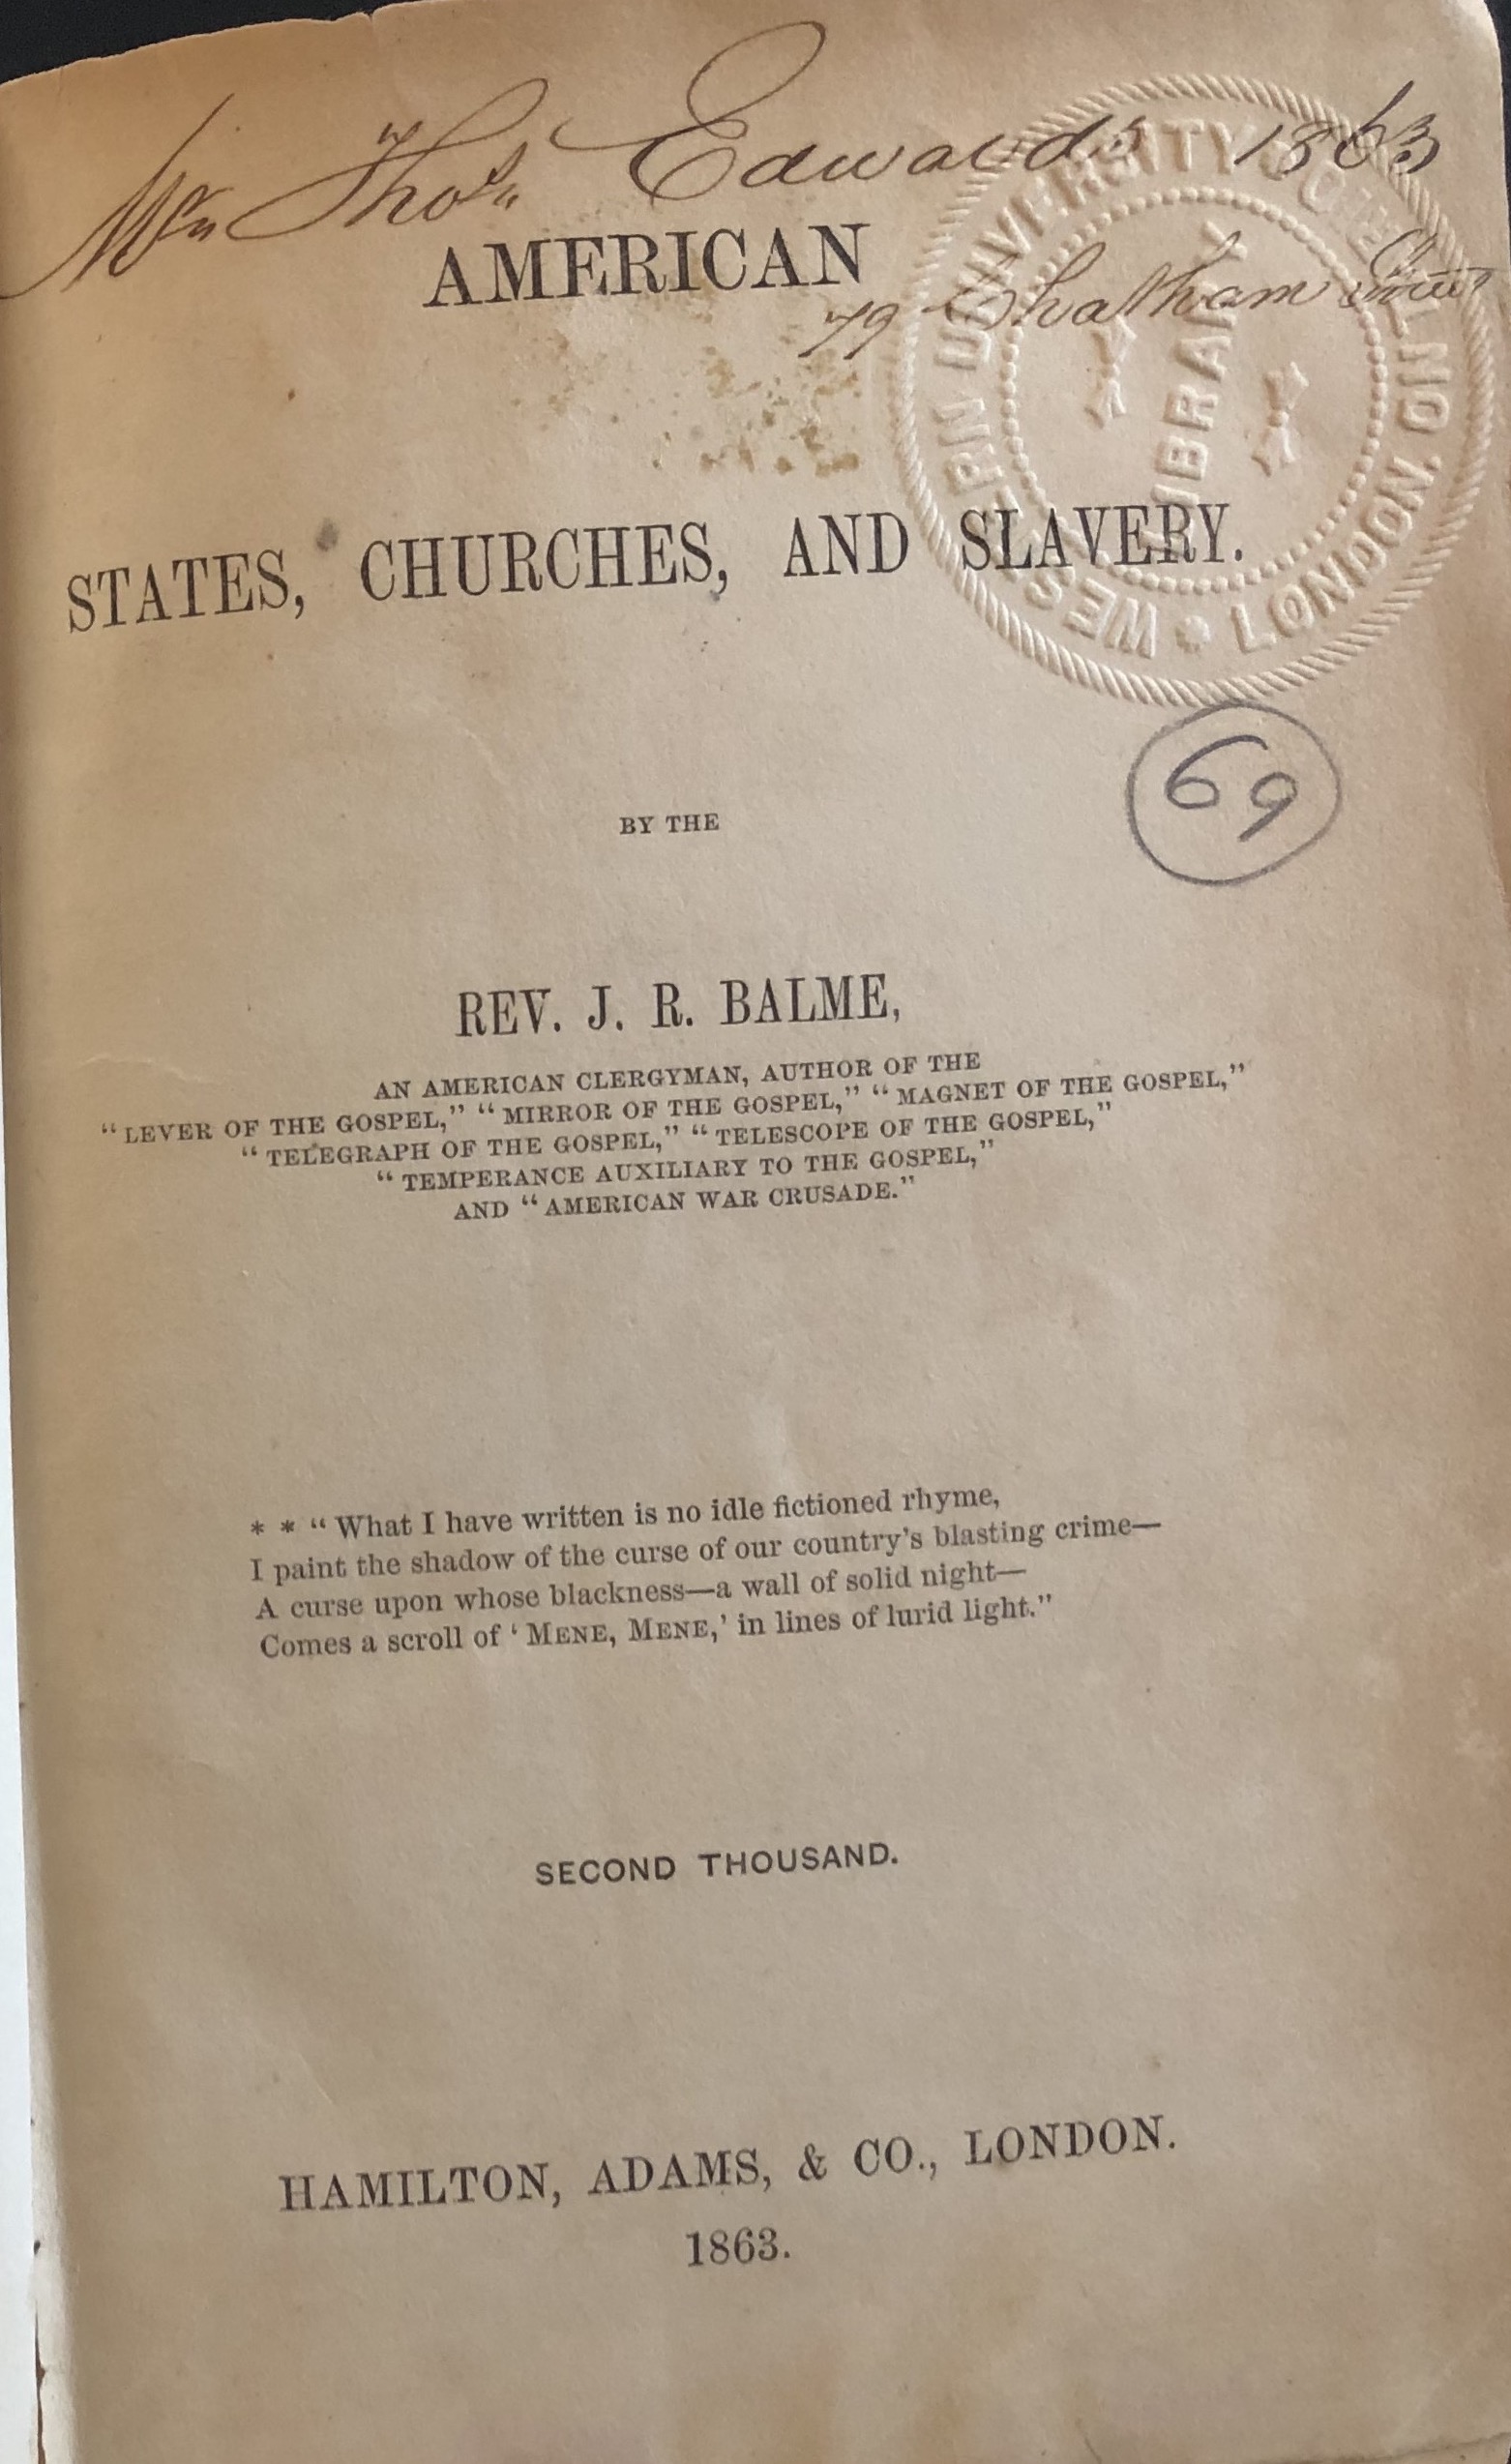 Mr Thos Edwards 1863
AMERICAN
79 Chatham Street
STATES, CHURCHES, AND SLAVERY.
WESTERN UNIVERSITY LONDON, ONT
LIBRARY
69
BY THE
REV. J. R. BALME,
AN AMERICAN CLERGYMAN, AUTHOR OF THE
“LEVER OF THE GOSPEL,” “MIRROR OF THE GOSPEL,” “MAGNET OF THE GOSPEL,”
“TELEGRAPH OF THE GOSPEL,” “TELESCOPE OF THE GOSPEL,”
“TEMPERANCE AUXILIARY TO THE GOSPEL,”
AND “AMERICAN WAR CRUSADE.”
* * “What I have written is no idle fictioned rhyme,
I paint the shadow of the curse of our country’s blasting crime—
A curse upon whose blackness—a wall of solid night—
Comes a scroll of ‘MENE, MENE,’ in lines of lurid light.”
SECOND THOUSAND.
HAMILTON, ADAMS, & CO., LONDON.
1863.